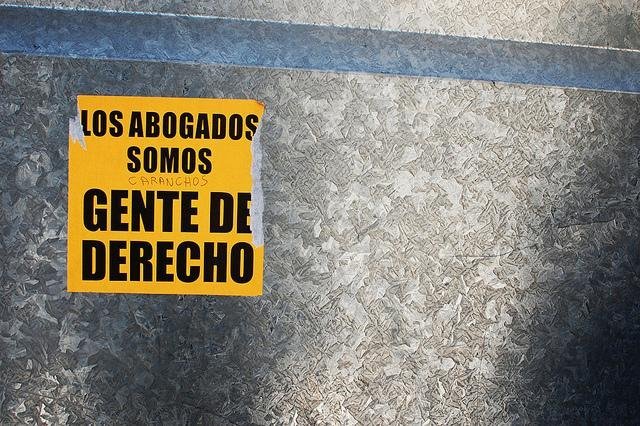 LOS ABOGADOS
SOMOS
CARANCHOS
GENTE DE
DERECHO